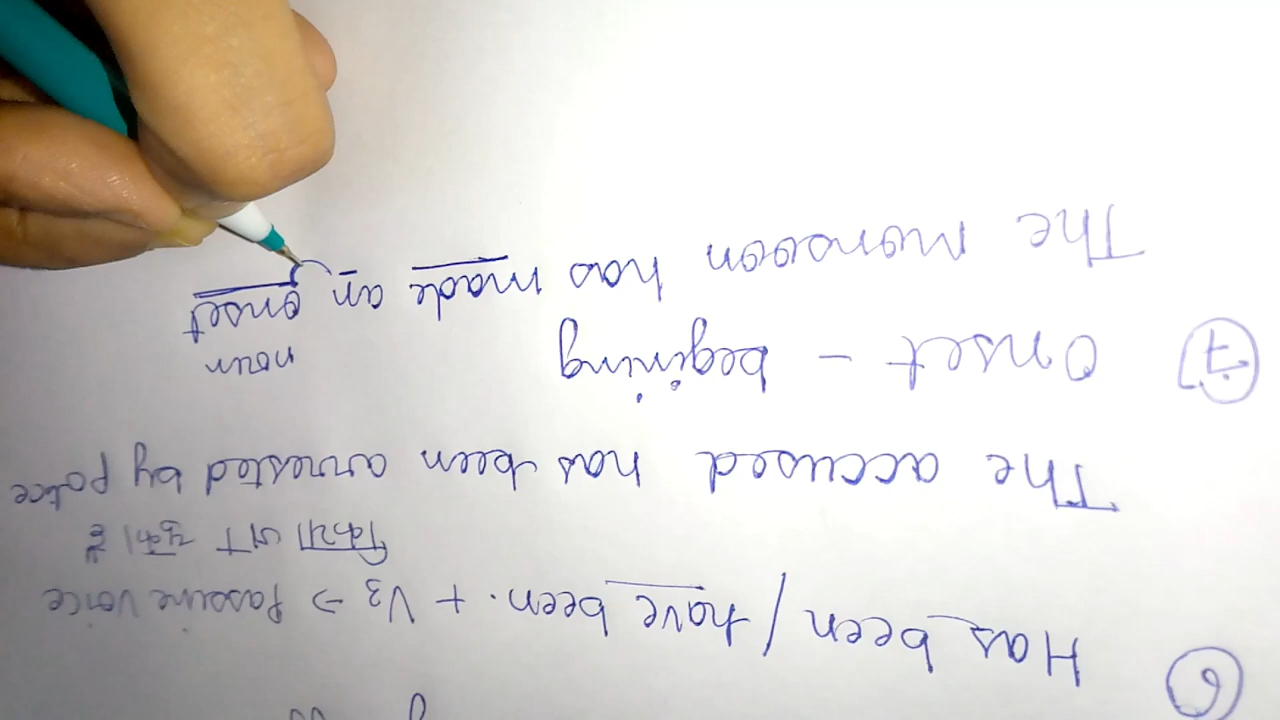 ⑥ Has been / have been. + V3 ⇒ Passive voice
किया जा चुका है
The accused has been arrested by police
⑦ Onset - begining
noun
The monsoon has made an onset